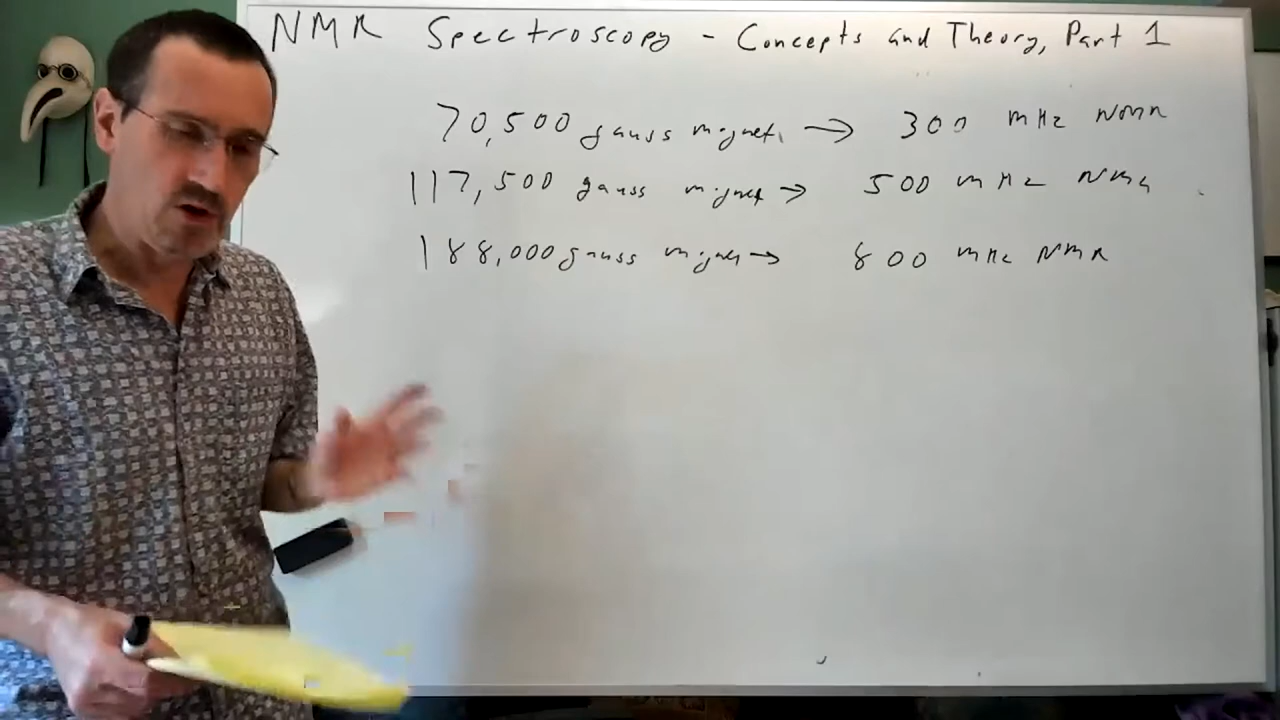 NMR Spectroscopy - Concepts and Theory, Part 1
70,500 gauss magnet → 300 mHz NMR
117,500 gauss magnet → 500 mHz NMR
188,000 gauss magnet → 800 mHz NMR